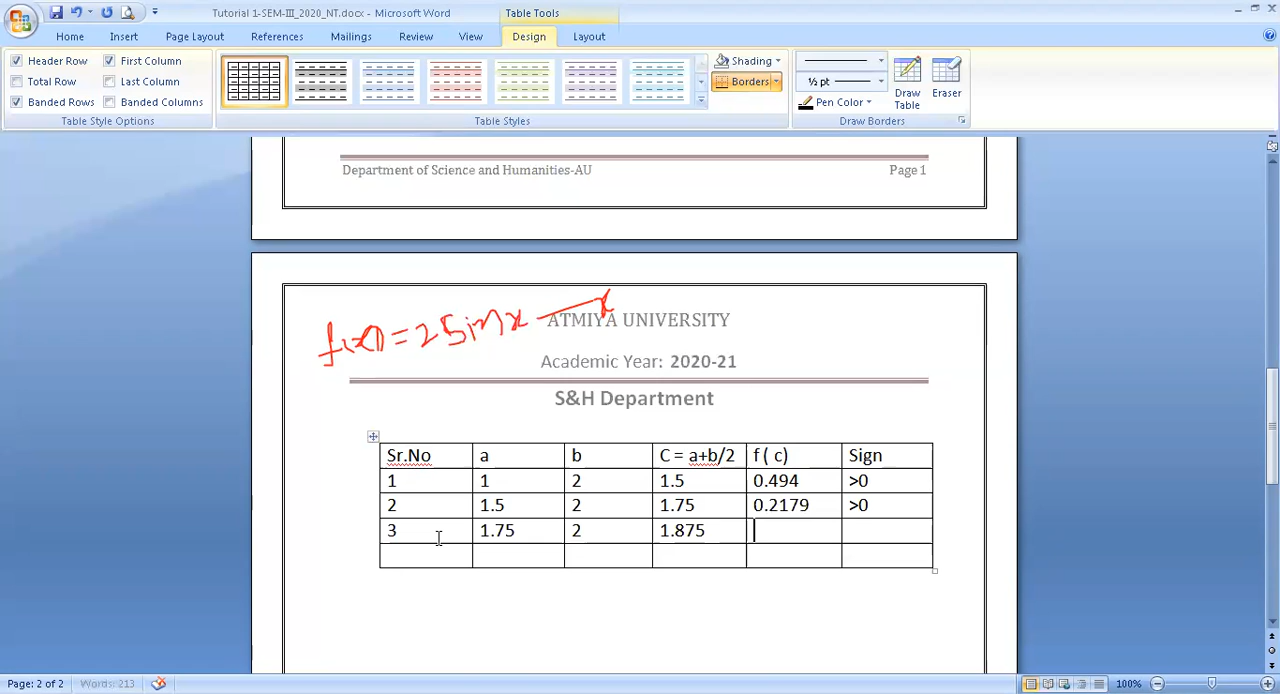 Tutorial 1-SEM-III_2020_NT.docx - Microsoft Word
Table Tools
Home Insert Page Layout References Mailings Review View Design Layout
Header Row First Column
Total Row Last Column
Banded Rows Banded Columns
Table Style Options
Table Styles
Shading
Borders
½ pt
Pen Color
Draw Table
Eraser
Draw Borders
Department of Science and Humanities-AU Page 1
f(x) = 2 Sin x - x
ATMIYA UNIVERSITY
Academic Year: 2020-21
S&H Department
Sr.No a b C = a+b/2 f ( c) Sign
1 1 2 1.5 0.494 >0
2 1.5 2 1.75 0.2179 >0
3 1.75 2 1.875
Page: 2 of 2 Words: 213 100%